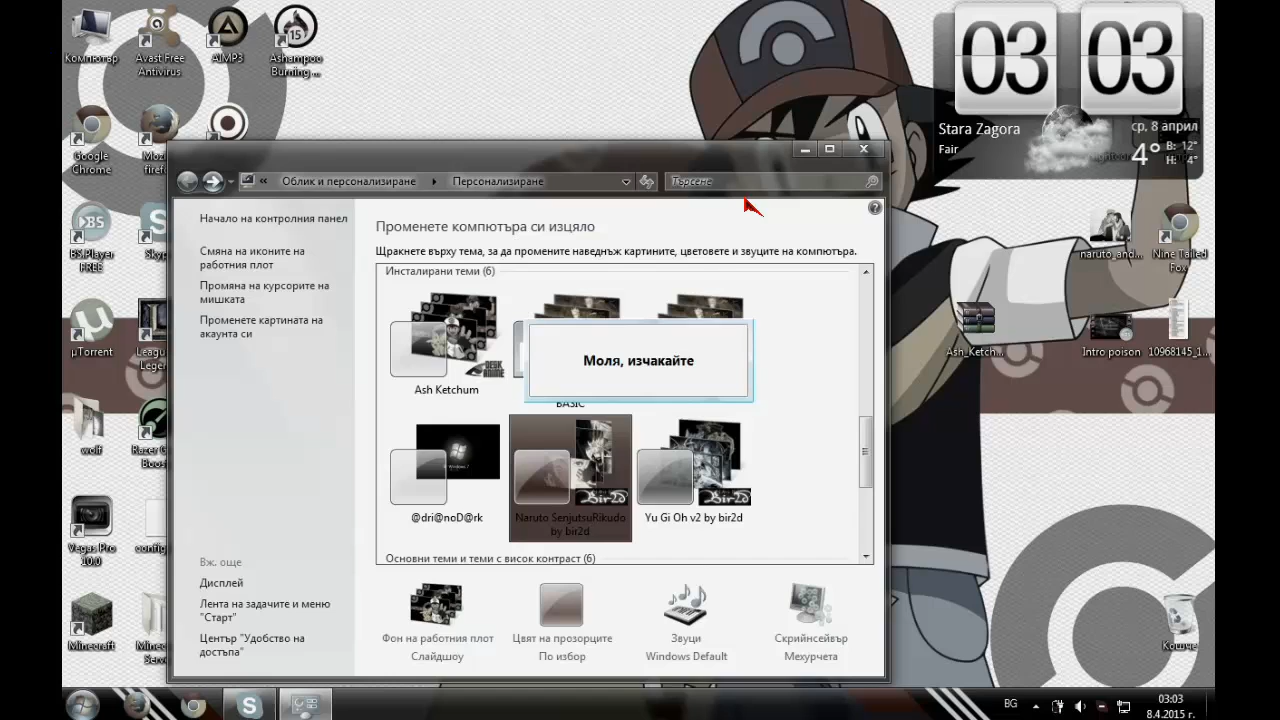 Компютър
Avast Free
Antivirus
AIMP3
Ashampoo
Burning ...
15
03 03
Stara Zagora
Fair
ср. 8 април
4°
B: 12°
H: 4°
Google
Chrome
Облик и персонализиране
Персонализиране
Търсене
BS.Player
FREE
µTorrent
wolf
Vegas Pro
10.0
Minecraft
Начало на контролния панел
Смяна на иконите на
работния плот
Промяна на курсорите на
мишката
Променете картината на
акаунта си
Вж. още
Дисплей
Лента на задачите и меню
"Старт"
Център "Удобство на
достъпа"
Променете компютъра си изцяло
Щракнете върху тема, за да промените наведнъж картините, цветовете и звуците на компютъра.
Инсталирани теми (6)
Ash Ketchum
BASIC
Моля, изчакайте
@dri@noD@rk
Naruto SenjutsuRikudo
by bir2d
Yu Gi Oh v2 by bir2d
Основни теми и теми с висок контраст (6)
Фон на работния плот
Слайдшоу
Цвят на прозорците
По избор
Звуци
Windows Default
Скрийнсейвър
Мехурчета
naruto_and...
Nine Tailed
Fox
Ash_Ketch...
Intro poison
10968145_1...
Кошче
BG
03:03
8.4.2015 г.